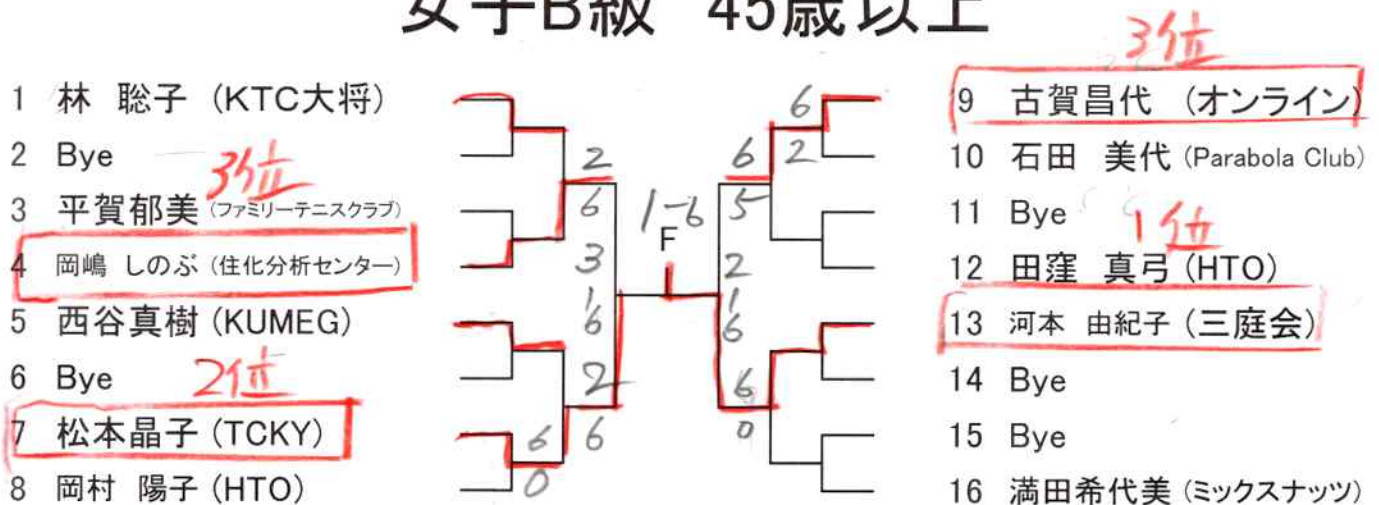 女子B級 45歳以上
1 林 聡子 (KTC大将)
2 Bye
3位
3 平賀郁美 (ファミリーテニスクラブ)
4 岡嶋 しのぶ (住化分析センター)
5 西谷真樹 (KUMEG)
6 Bye
2位
7 松本晶子 (TCKY)
8 岡村 陽子 (HTO)
2
6
3
1
6
2
6
6
0
1-6
F
6
2
6
5
2
1
6
6
0
3位
9 古賀昌代 (オンライン)
10 石田 美代 (Parabola Club)
11 Bye
1位
12 田窪 真弓 (HTO)
13 河本 由紀子 (三庭会)
14 Bye
15 Bye
16 満田希代美 (ミックスナッツ)